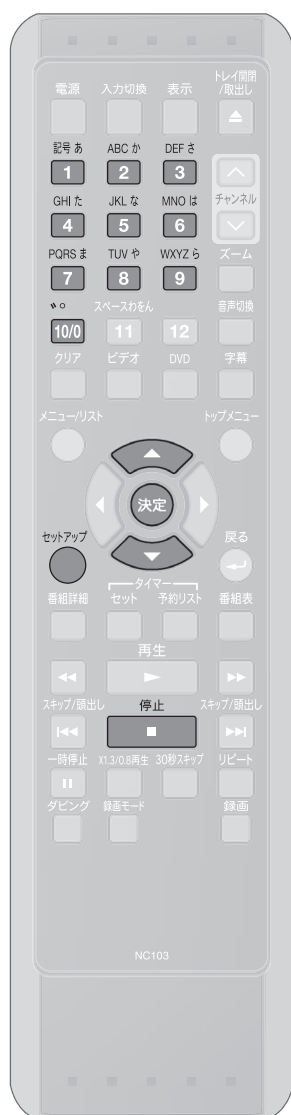 電源 入力切換 表示 トレイ開閉
/取出し
記号 あ ABC か DEF さ
1 2 3
GHI た JKL な MNO は チャンネル
4 5 6
PQRS ま TUV や WXYZ ら ズーム
7 8 9
゛゜ スペースわをん 音声切換
10/0 11 12
クリア ビデオ DVD 字幕
メニュー/リスト トップメニュー
決定
セットアップ 戻る
タイマー
番組詳細 セット 予約リスト 番組表
再生
スキップ/頭出し 停止 スキップ/頭出し
一時停止 X1.3/0.8再生 30秒スキップ リピート
ダビング 録画モード 録画
NC103